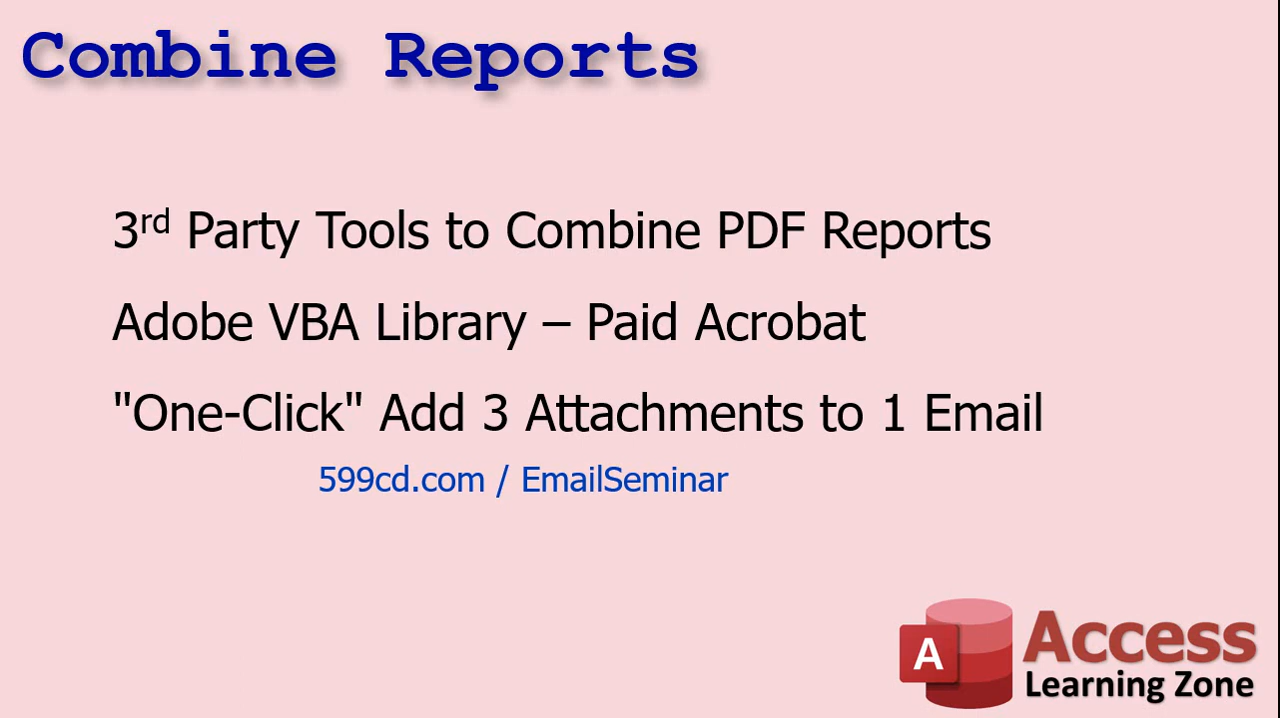 Combine Reports
3rd Party Tools to Combine PDF Reports
Adobe VBA Library – Paid Acrobat
"One-Click" Add 3 Attachments to 1 Email
599cd.com / EmailSeminar
A
Access
Learning Zone